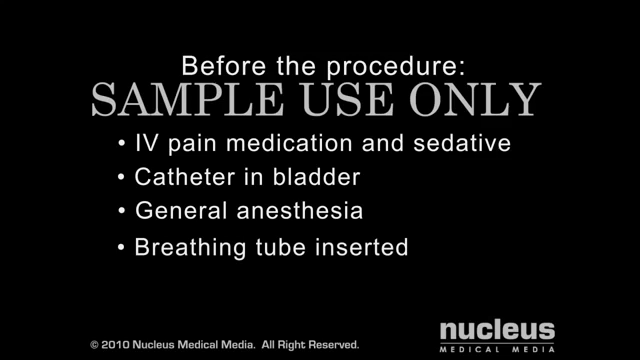 Before the procedure:
SAMPLE USE ONLY
• IV pain medication and sedative
• Catheter in bladder
• General anesthesia
• Breathing tube inserted
© 2010 Nucleus Medical Media. All Right Reserved.
nucleus
MEDICAL MEDIA